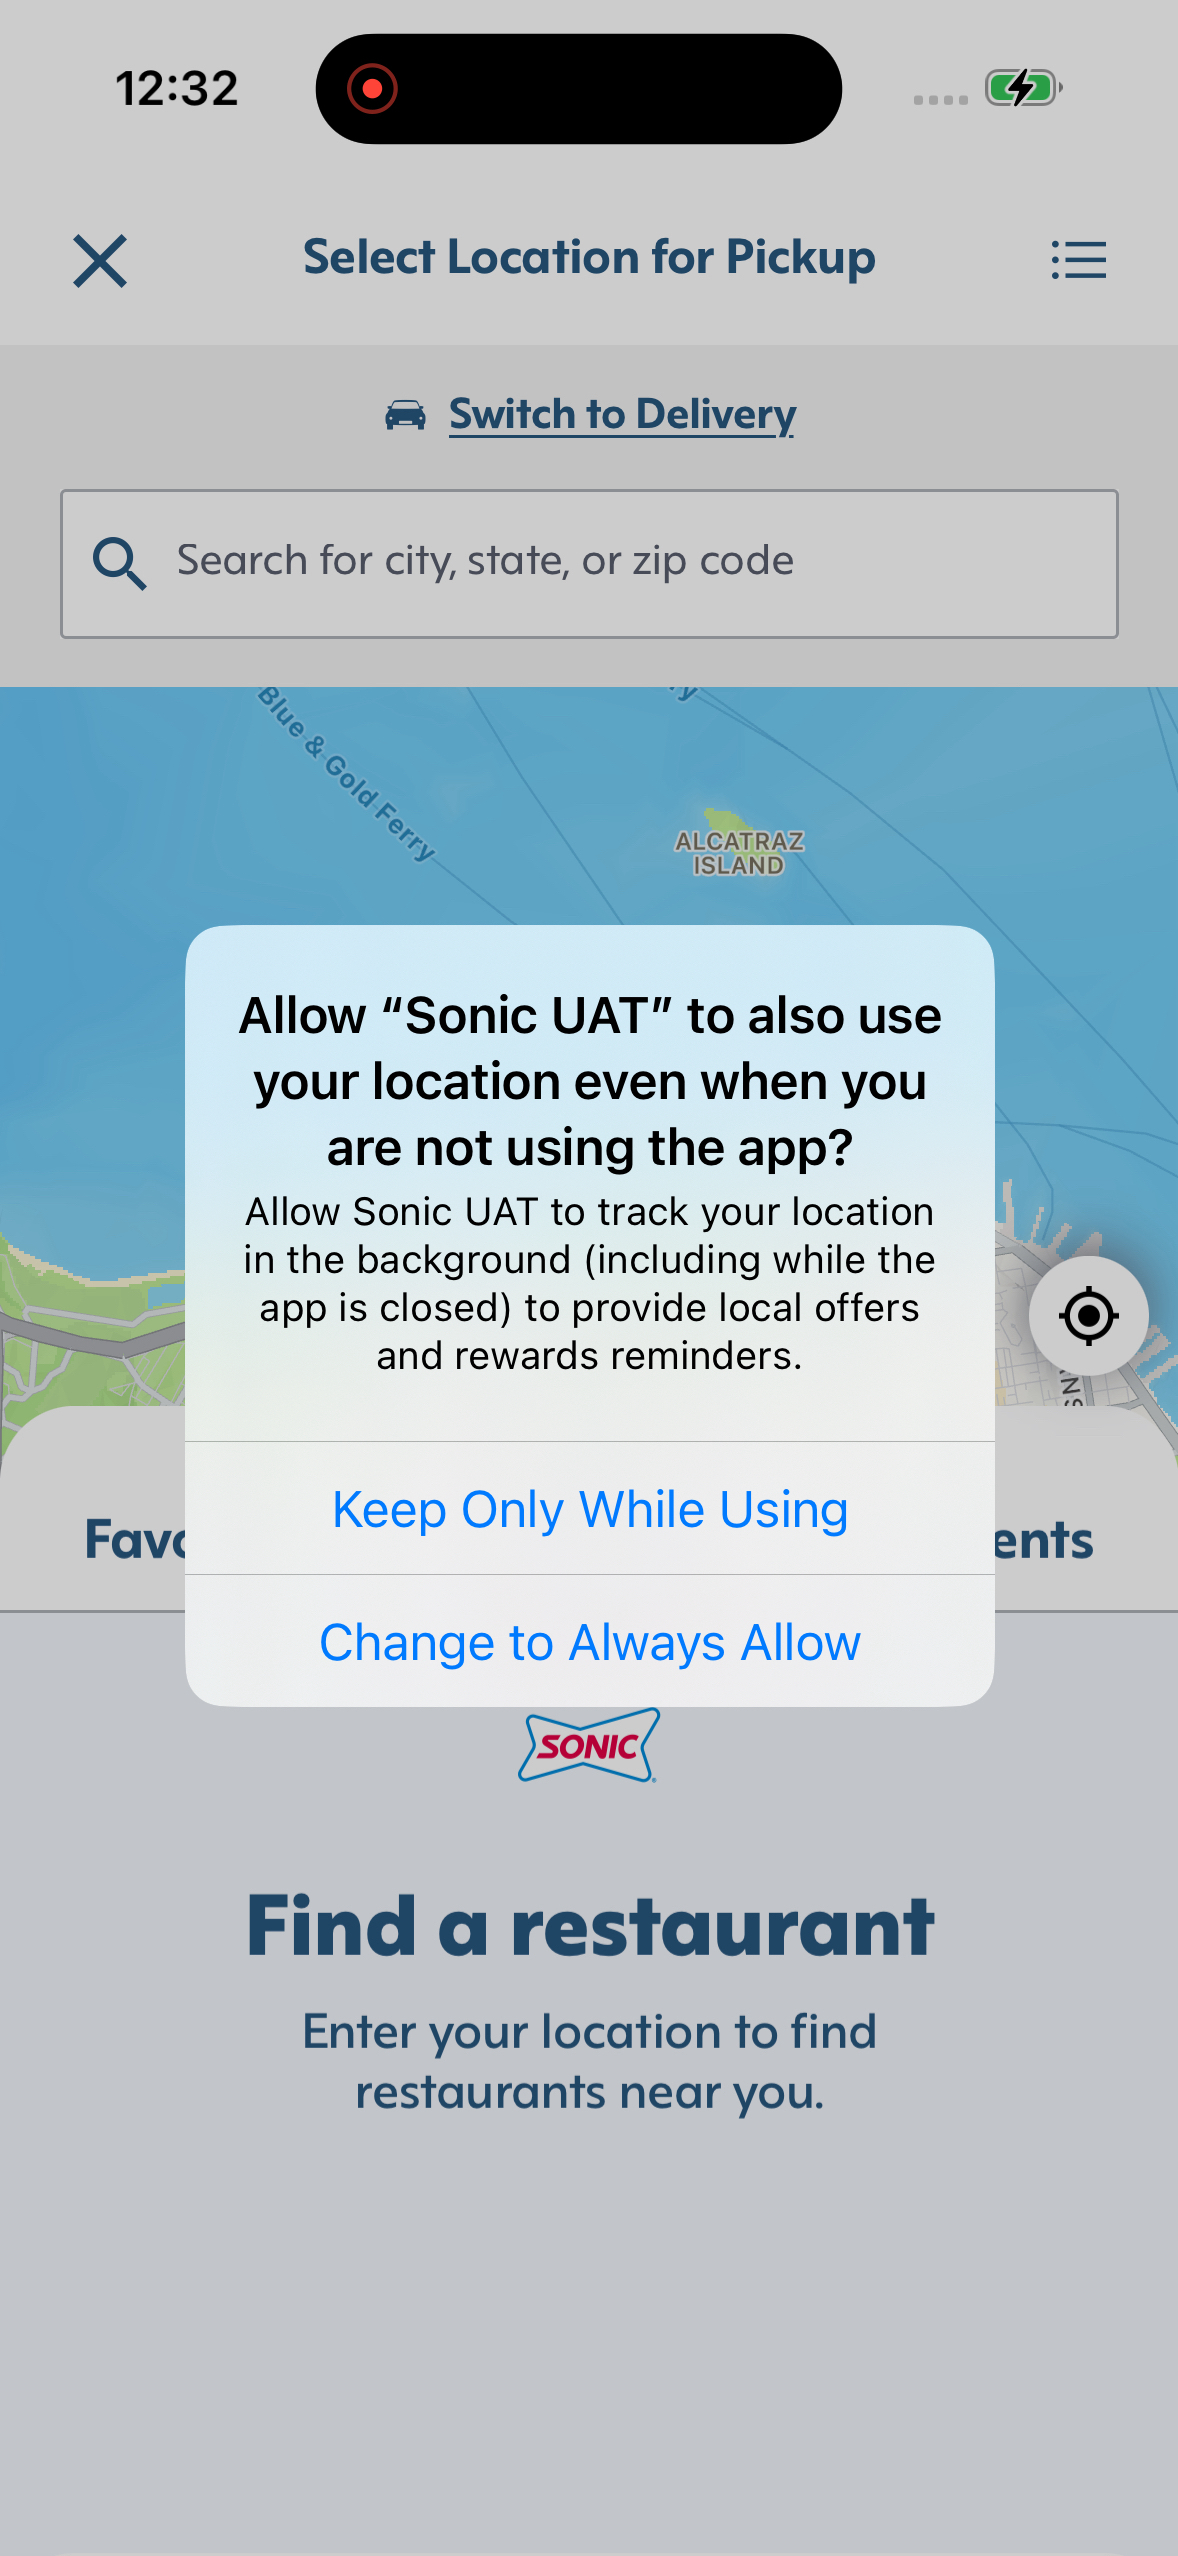 12:32
Select Location for Pickup
Switch to Delivery
Search for city, state, or zip code
Blue & Gold Ferry
ALCATRAZ
ISLAND
Allow “Sonic UAT” to also use
your location even when you
are not using the app?
Allow Sonic UAT to track your location
in the background (including while the
app is closed) to provide local offers
and rewards reminders.
Keep Only While Using
Change to Always Allow
SONIC
Find a restaurant
Enter your location to find
restaurants near you.